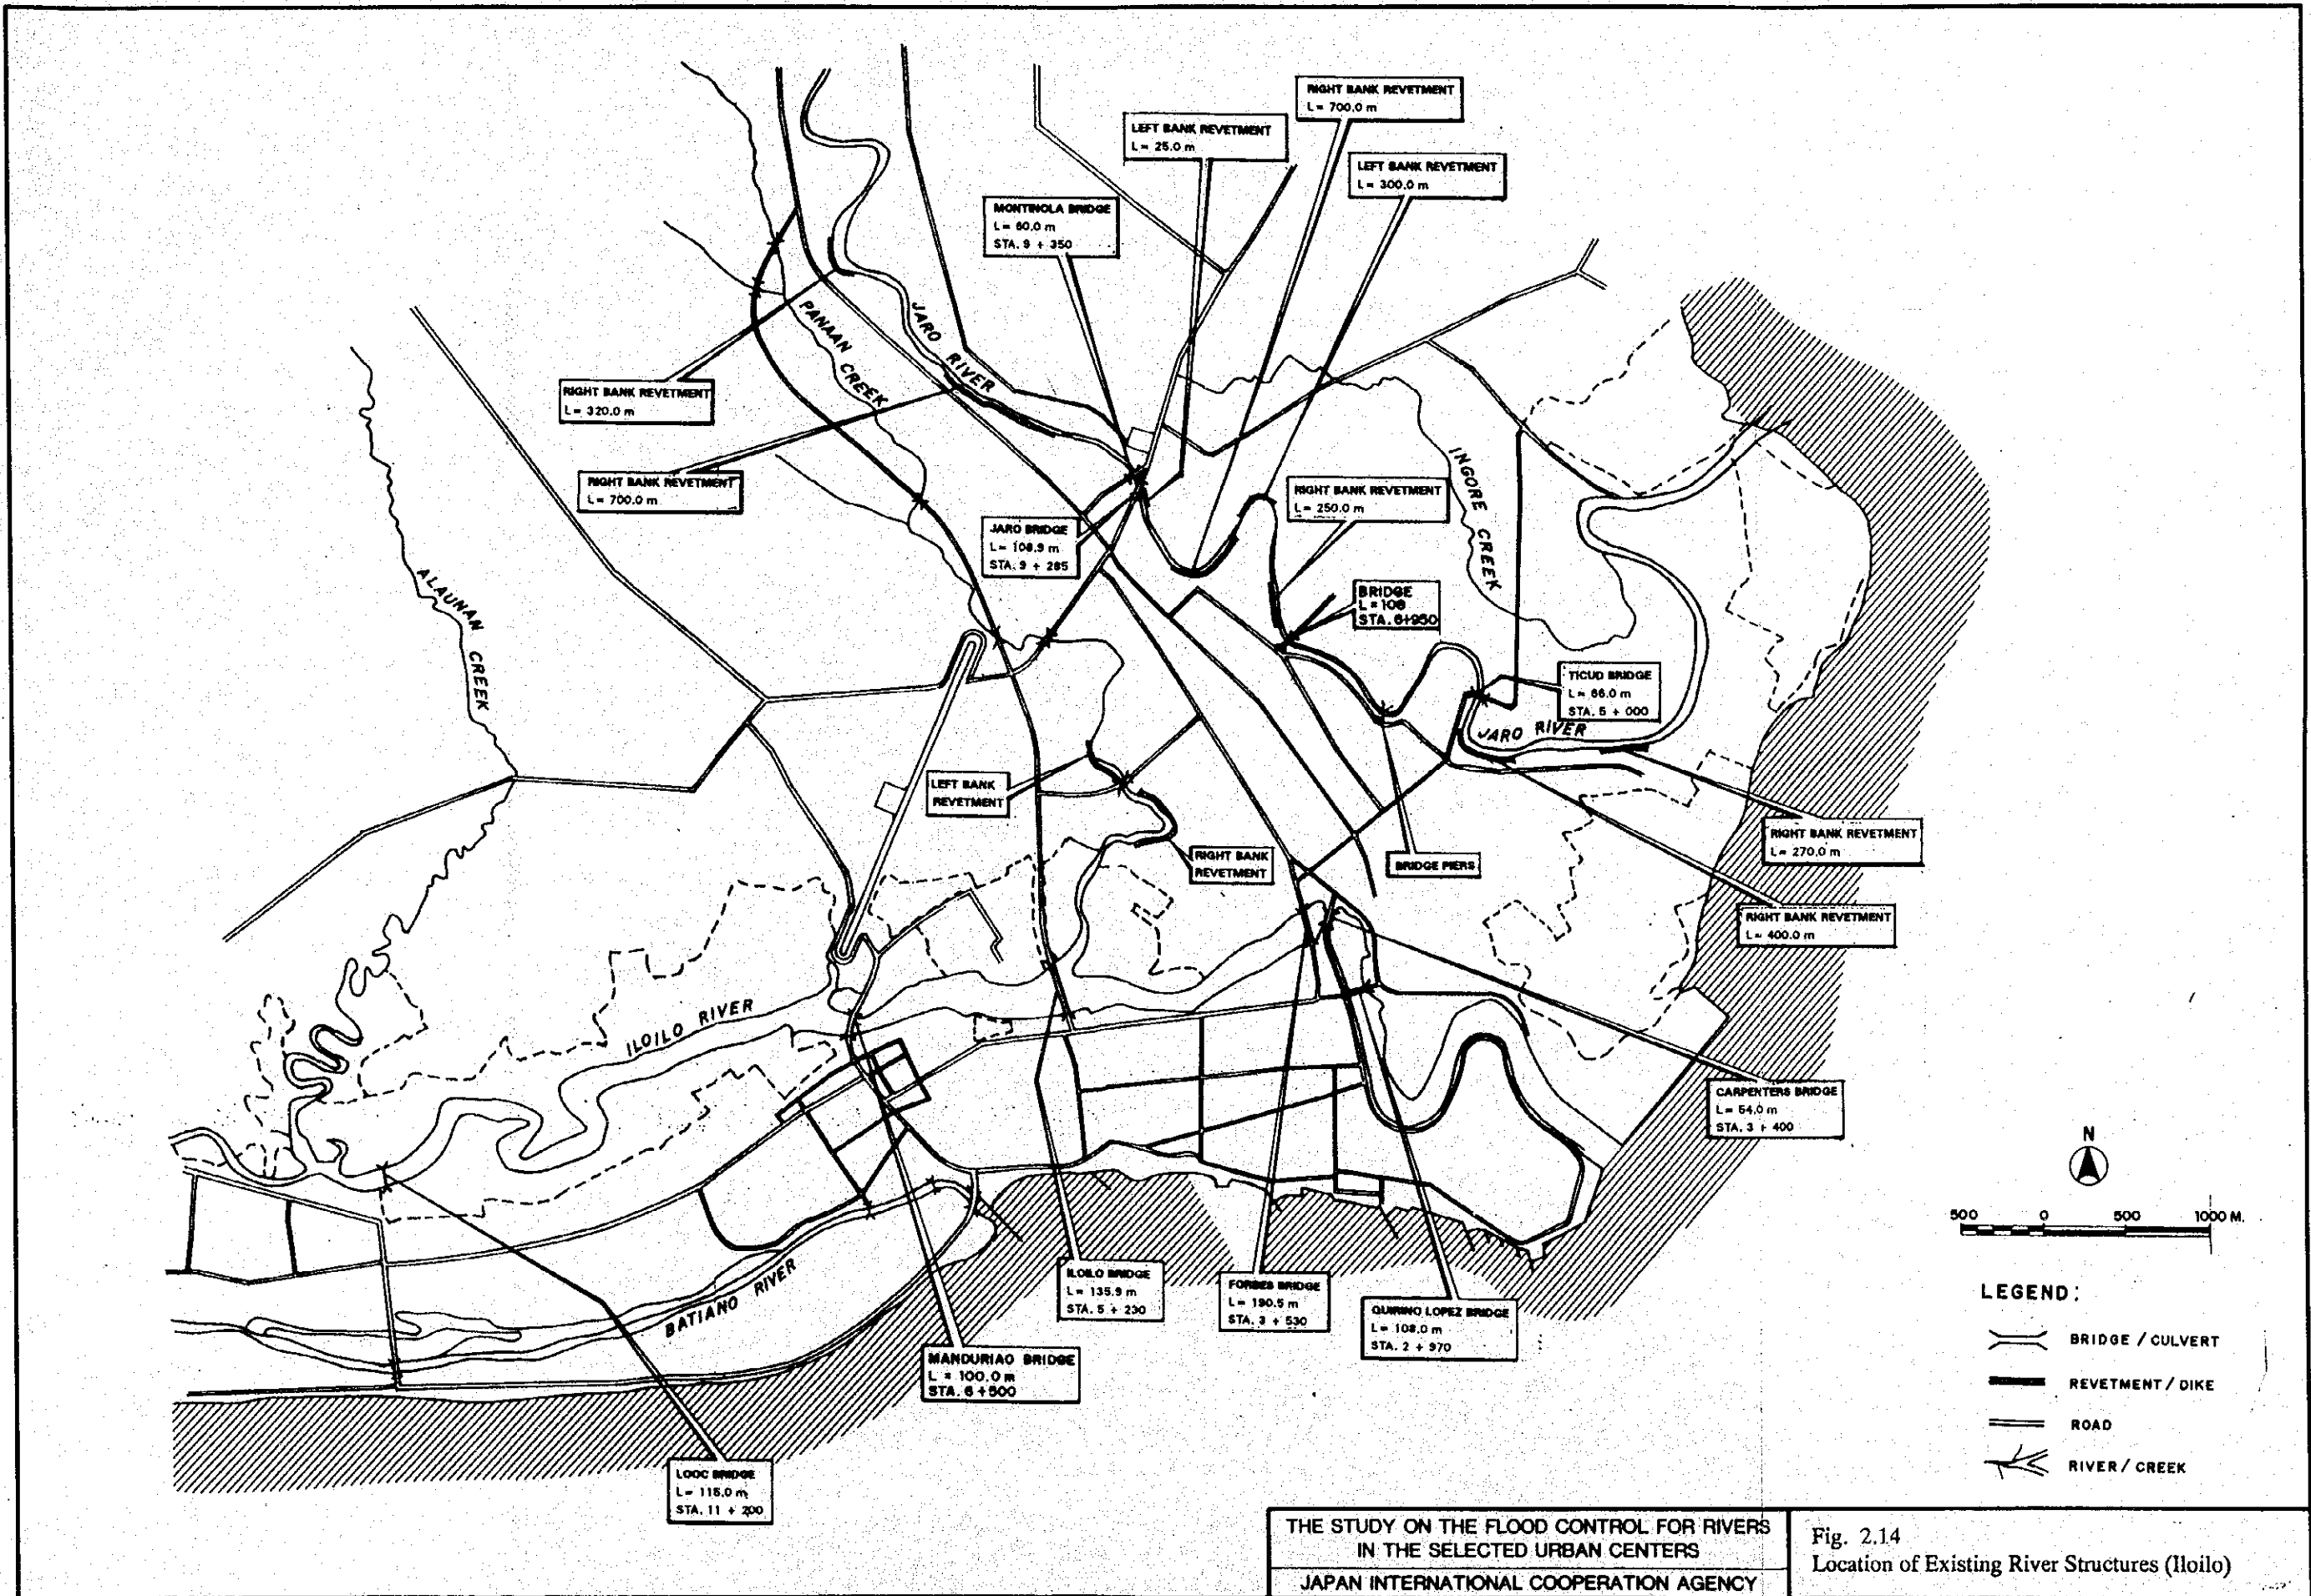 RIGHT BANK REVETMENT
L = 700.0 m
LEFT BANK REVETMENT
L = 25.0 m
LEFT BANK REVETMENT
L = 300.0 m
MONTINOLA BRIDGE
L = 60.0 m
STA. 9 + 350
JARO RIVER
PANAAN CREEK
RIGHT BANK REVETMENT
L = 320.0 m
RIGHT BANK REVETMENT
L = 700.0 m
INGORE CREEK
RIGHT BANK REVETMENT
L = 250.0 m
JARO BRIDGE
L = 108.9 m
STA. 9 + 285
ALAUNAN CREEK
BRIDGE
L = 108
STA. 6+950
TICUD BRIDGE
L = 66.0 m
STA. 5 + 000
JARO RIVER
LEFT BANK
REVETMENT
RIGHT BANK
REVETMENT
BRIDGE PIERS
RIGHT BANK REVETMENT
L = 270.0 m
RIGHT BANK REVETMENT
L = 400.0 m
ILOILO RIVER
CARPENTERS BRIDGE
L = 54.0 m
STA. 3 + 400
N
500 0 500 1000 M.
BATIANO RIVER
ILOILO BRIDGE
L = 135.9 m
STA. 5 + 230
FORBES BRIDGE
L = 190.5 m
STA. 3 + 530
QUIRINO LOPEZ BRIDGE
L = 108.0 m
STA. 2 + 970
MANDURIAO BRIDGE
L = 100.0 m
STA. 6 + 500
LOOC BRIDGE
L = 115.0 m
STA. 11 + 200
LEGEND:
BRIDGE / CULVERT
REVETMENT / DIKE
ROAD
RIVER / CREEK
THE STUDY ON THE FLOOD CONTROL FOR RIVERS
IN THE SELECTED URBAN CENTERS
JAPAN INTERNATIONAL COOPERATION AGENCY
Fig. 2.14
Location of Existing River Structures (Iloilo)